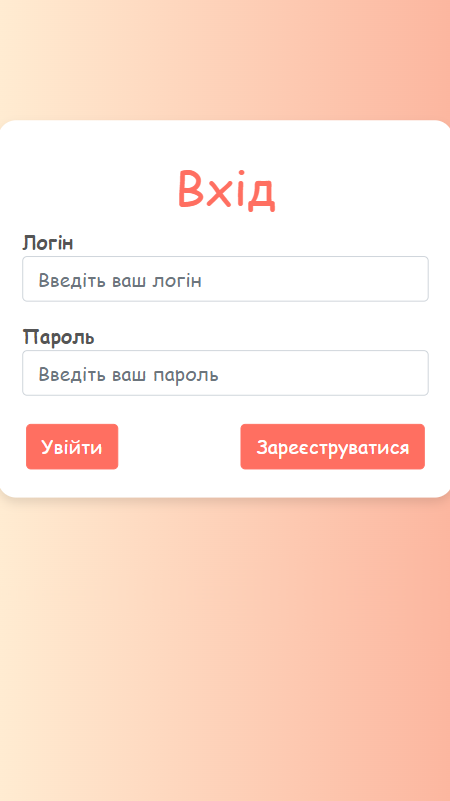 Вхід
Логін
Введіть ваш логін
Пароль
Введіть ваш пароль
Увійти
Зареєструватися